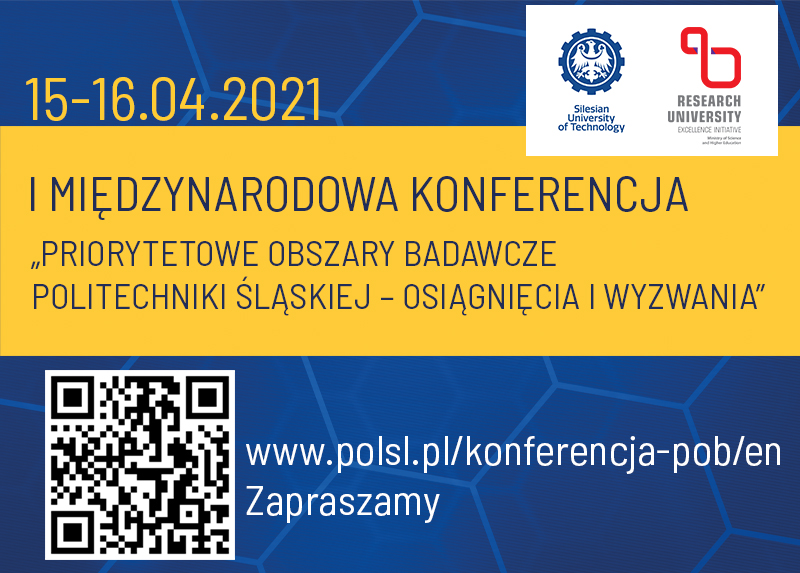 15-16.04.2021
Silesian
University
of Technology
RESEARCH
UNIVERSITY
EXCELLENCE INITIATIVE
Ministry of Science
and Higher Education
I MIĘDZYNARODOWA KONFERENCJA
„PRIORYTETOWE OBSZARY BADAWCZE
POLITECHNIKI ŚLĄSKIEJ – OSIĄGNIĘCIA I WYZWANIA”
www.polsl.pl/konferencja-pob/en
Zapraszamy